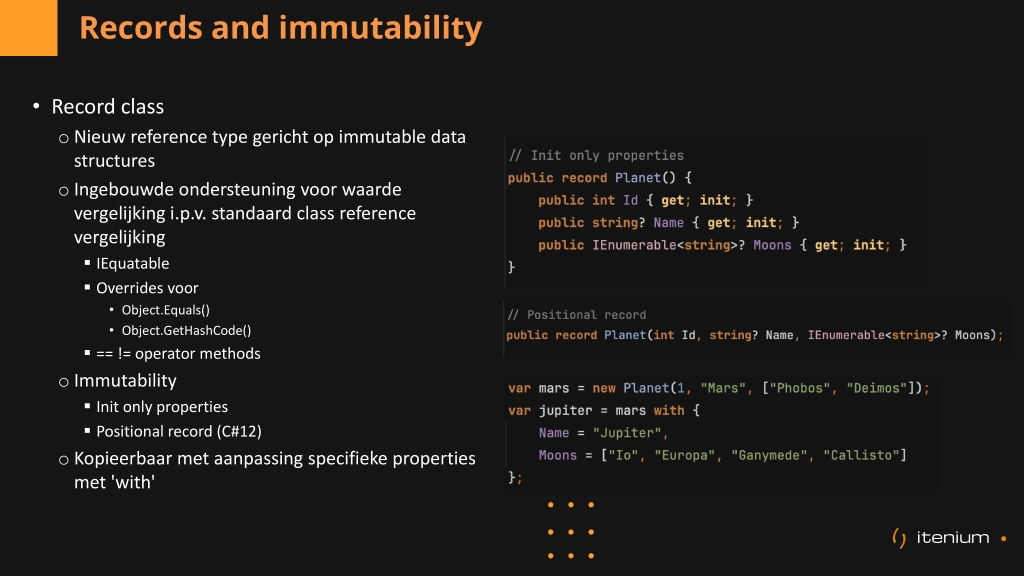 Records and immutability
• Record class
o Nieuw reference type gericht op immutable data
structures
o Ingebouwde ondersteuning voor waarde
vergelijking i.p.v. standaard class reference
vergelijking
▪ IEquatable
▪ Overrides voor
• Object.Equals()
• Object.GetHashCode()
▪ == != operator methods
o Immutability
▪ Init only properties
▪ Positional record (C#12)
o Kopieerbaar met aanpassing specifieke properties
met 'with'
// Init only properties
public record Planet() {
    public int Id { get; init; }
    public string? Name { get; init; }
    public IEnumerable<string>? Moons { get; init; }
}
// Positional record
public record Planet(int Id, string? Name, IEnumerable<string>? Moons);
var mars = new Planet(1, "Mars", ["Phobos", "Deimos"]);
var jupiter = mars with {
    Name = "Jupiter",
    Moons = ["Io", "Europa", "Ganymede", "Callisto"]
};
itenium